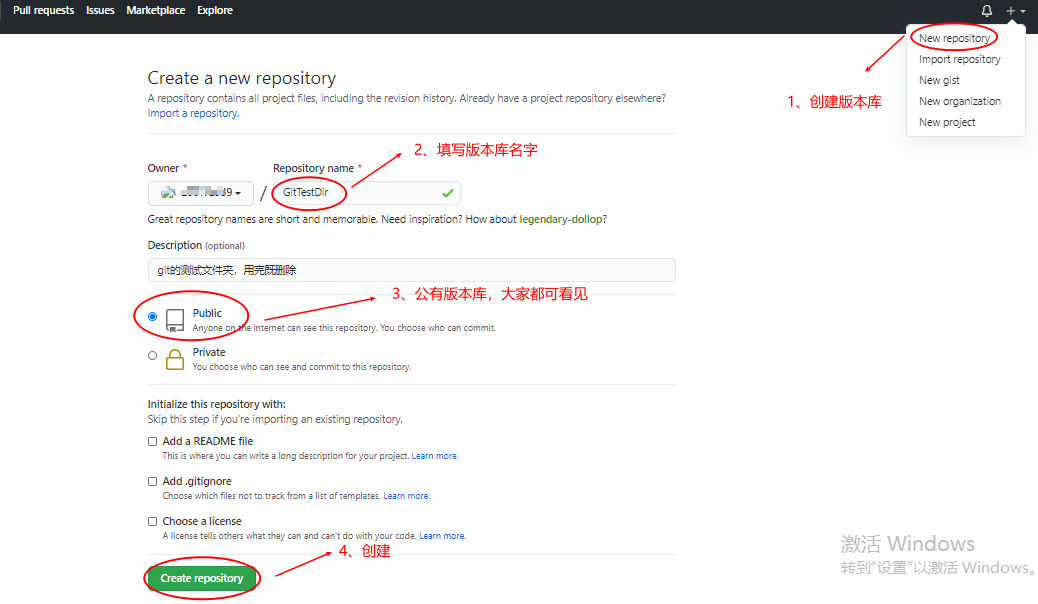 Pull requests Issues Marketplace Explore
New repository
Import repository
New gist
New organization
New project
1、创建版本库
Create a new repository
A repository contains all project files, including the revision history. Already have a project repository elsewhere?
Import a repository.
2、填写版本库名字
Owner * Repository name *
/ GitTestDir
Great repository names are short and memorable. Need inspiration? How about legendary-dollop?
Description (optional)
git的测试文件夹，用完既删除
3、公有版本库，大家都可看见
Public
Anyone on the internet can see this repository. You choose who can commit.
Private
You choose who can see and commit to this repository.
Initialize this repository with:
Skip this step if you're importing an existing repository.
Add a README file
This is where you can write a long description for your project. Learn more.
Add .gitignore
Choose which files not to track from a list of templates. Learn more.
Choose a license
A license tells others what they can and can't do with your code. Learn more.
4、创建
Create repository
激活 Windows
转到“设置”以激活 Windows。